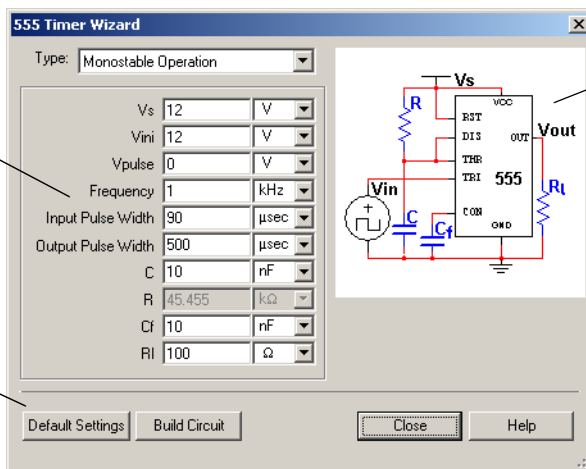 555 Timer Wizard
Type: Monostable Operation
Vs 12 V
Vini 12 V
Vpulse 0 V
Frequency 1 kHz
Input Pulse Width 90 µsec
Output Pulse Width 500 µsec
C 10 nF
R 45.455 kΩ
Cf 10 nF
Rl 100 Ω
Vs
R
VCC
RST
DIS
OUT
Vout
THR
TRI
555
Vin
Rl
CON
C
Cf
GND
Default Settings
Build Circuit
Close
Help